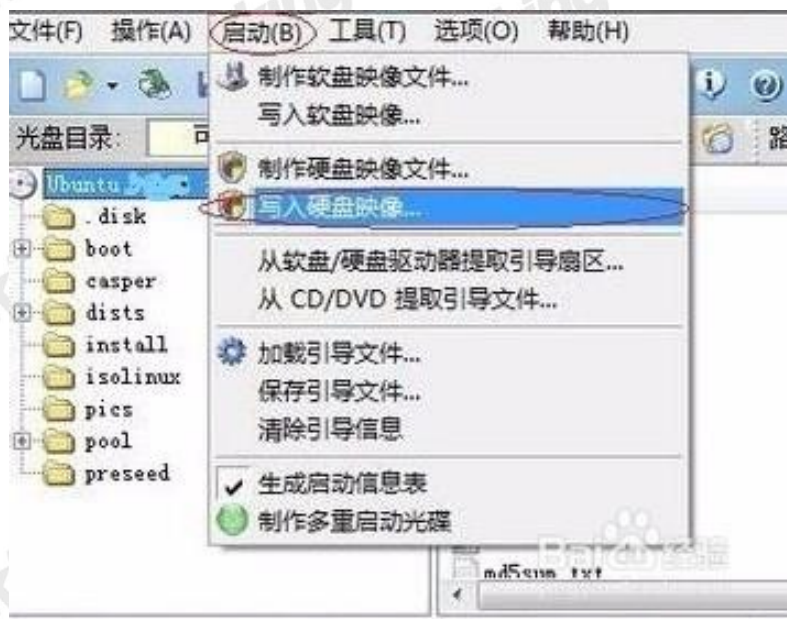 文件(F) 操作(A) 启动(B) 工具(T) 选项(O) 帮助(H)
制作软盘映像文件...
写入软盘映像...
光盘目录: 可
路
制作硬盘映像文件...
写入硬盘映像...
Ubuntu
.disk
boot
casper
dists
install
isolinux
pics
pool
preseed
从软盘/硬盘驱动器提取引导扇区...
从 CD/DVD 提取引导文件...
加载引导文件...
保存引导文件...
清除引导信息
生成启动信息表
制作多重启动光碟
Baidu 经验
md5sum.txt